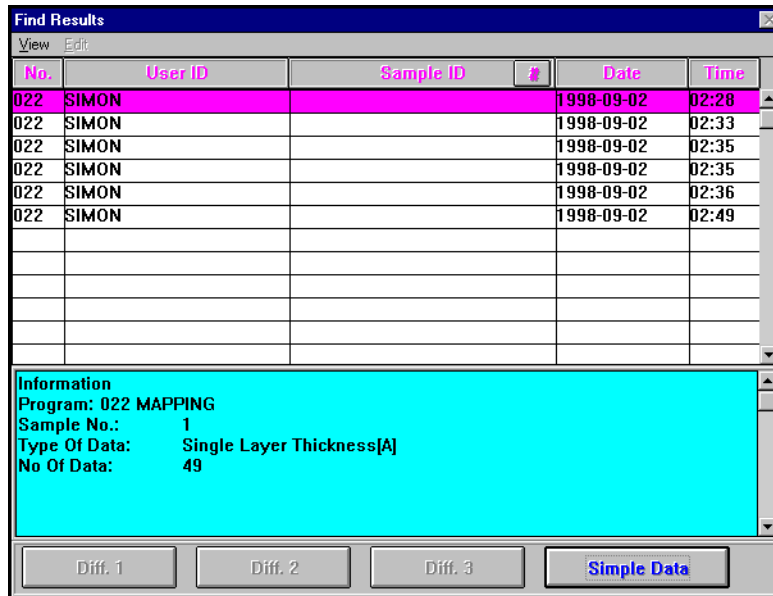 Find Results
View Edit
No. User ID Sample ID # Date Time
022 SIMON 1998-09-02 02:28
022 SIMON 1998-09-02 02:33
022 SIMON 1998-09-02 02:35
022 SIMON 1998-09-02 02:35
022 SIMON 1998-09-02 02:36
022 SIMON 1998-09-02 02:49
Information
Program: 022 MAPPING
Sample No.: 1
Type Of Data: Single Layer Thickness[A]
No Of Data: 49
Diff. 1 Diff. 2 Diff. 3 Simple Data